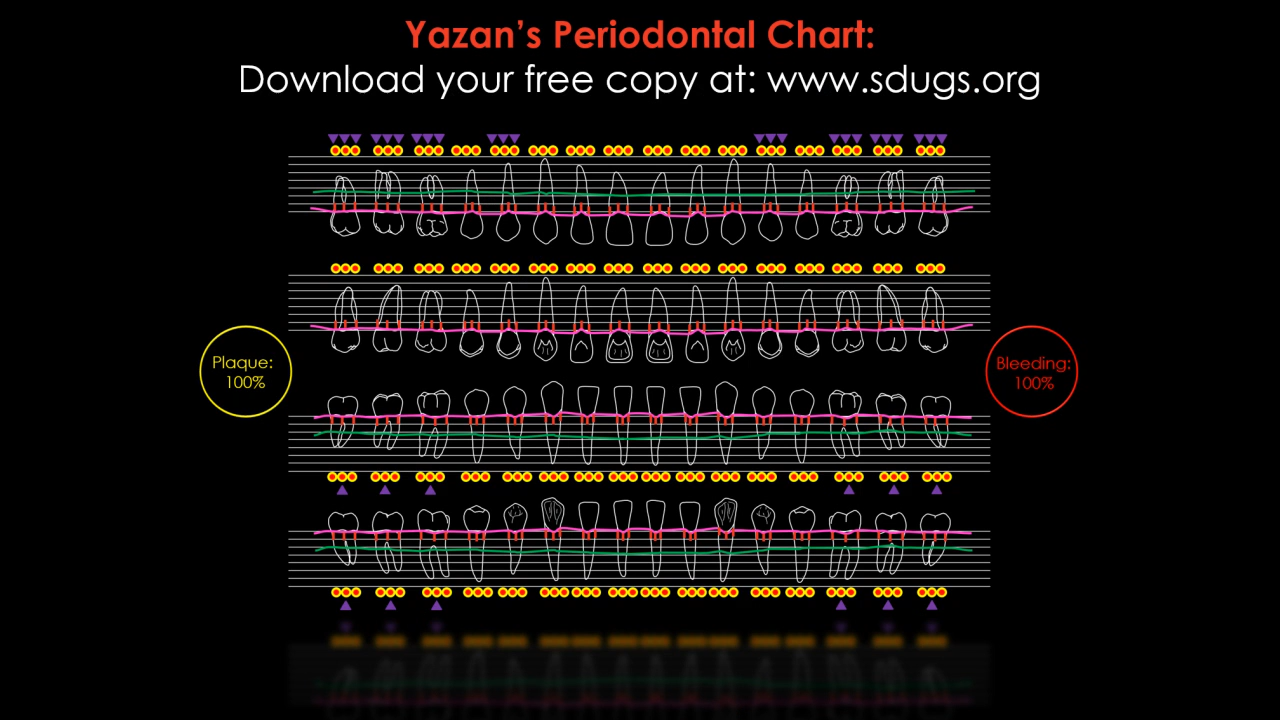 Yazan’s Periodontal Chart:
Download your free copy at: www.sdugs.org
Plaque:
100%
Bleeding:
100%